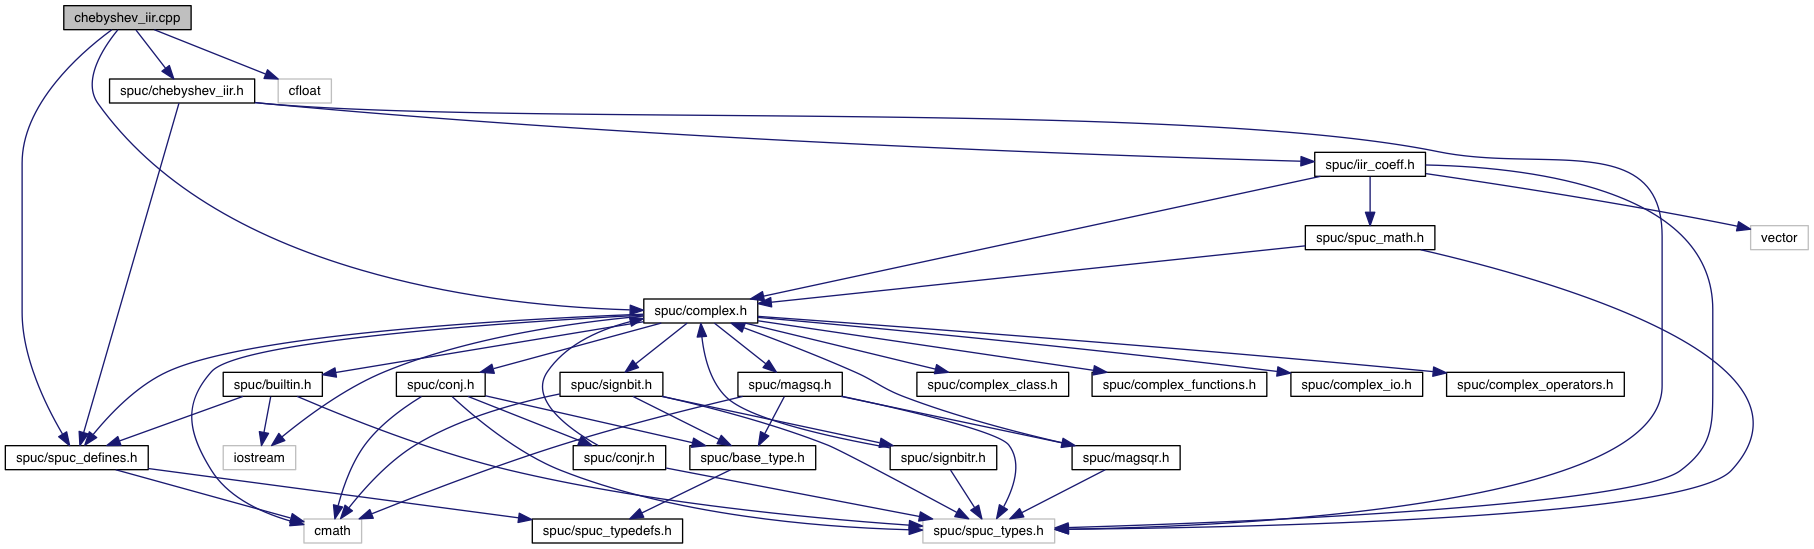 chebyshev_iir.cpp
spuc/chebyshev_iir.h
cfloat
spuc/iir_coeff.h
spuc/spuc_math.h
vector
spuc/complex.h
spuc/builtin.h
spuc/conj.h
spuc/signbit.h
spuc/magsq.h
spuc/complex_class.h
spuc/complex_functions.h
spuc/complex_io.h
spuc/complex_operators.h
spuc/spuc_defines.h
iostream
spuc/conjr.h
spuc/base_type.h
spuc/signbitr.h
spuc/magsqr.h
cmath
spuc/spuc_typedefs.h
spuc/spuc_types.h